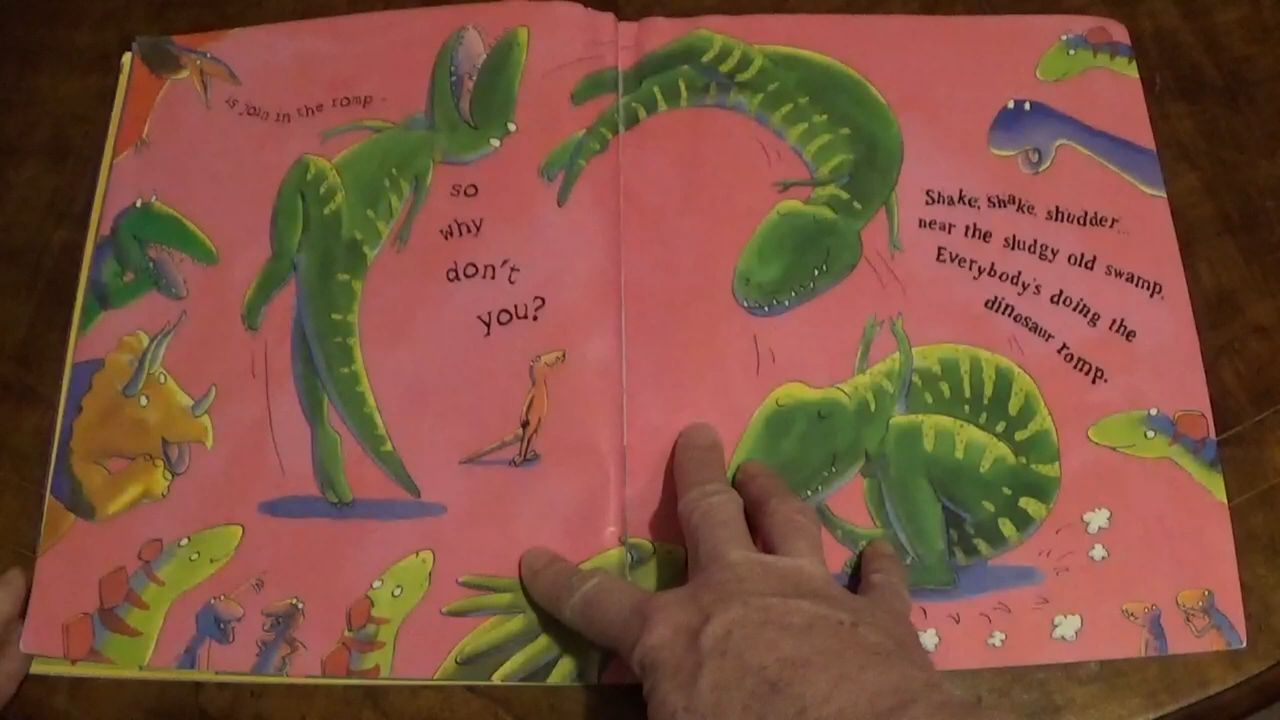 is join in the romp -
so
why
don't
you?
Shake, shake, shudder...
near the sludgy old swamp.
Everybody's doing the
dinosaur romp.